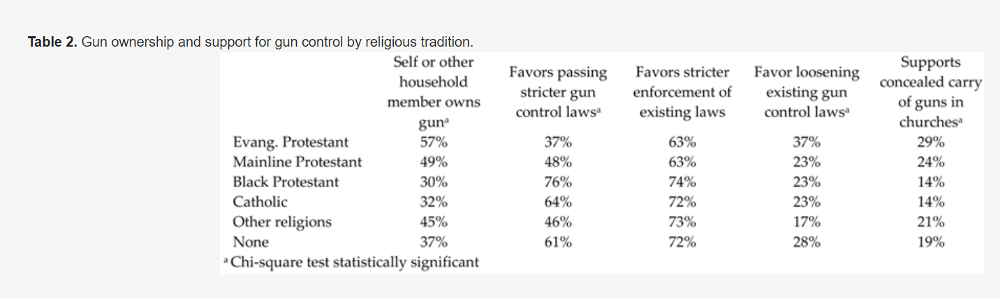 Table 2. Gun ownership and support for gun control by religious tradition.
Self or other household member owns gunᵃ | Favors passing stricter gun control lawsᵃ | Favors stricter enforcement of existing laws | Favor loosening existing gun control lawsᵃ | Supports concealed carry of guns in churchesᵃ
Evang. Protestant 57% 37% 63% 37% 29%
Mainline Protestant 49% 48% 63% 23% 24%
Black Protestant 30% 76% 74% 23% 14%
Catholic 32% 64% 72% 23% 14%
Other religions 45% 46% 73% 17% 21%
None 37% 61% 72% 28% 19%
ᵃ Chi-square test statistically significant